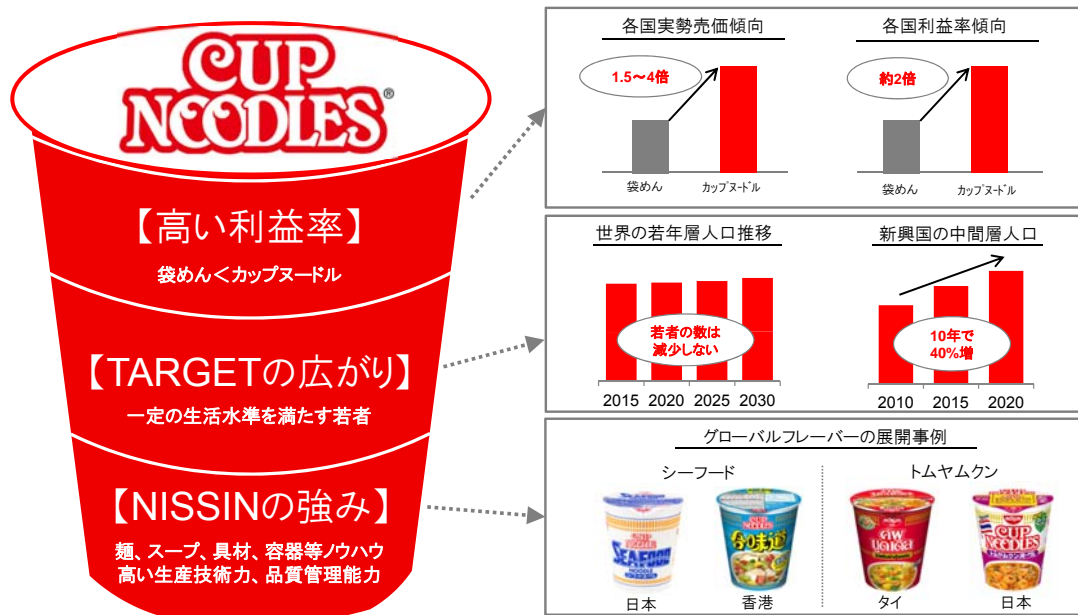 CUP
NOODLES®
【高い利益率】
袋めん＜カップヌードル
【TARGETの広がり】
一定の生活水準を満たす若者
【NISSINの強み】
麺、スープ、具材、容器等ノウハウ
高い生産技術力、品質管理能力
各国実勢売価傾向
1.5～4倍
袋めん
カップヌードル
各国利益率傾向
約2倍
袋めん
カップヌードル
世界の若年層人口推移
若者の数は
減少しない
2015 2020 2025 2030
新興国の中間層人口
10年で
40%増
2010 2015 2020
グローバルフレーバーの展開事例
シーフード
トムヤムクン
CUP NOODLES
SEAFOOD
NOODLE
日本
CUP
NOODLES
合味道
香港
タイ
CUP
NOODLES
日本